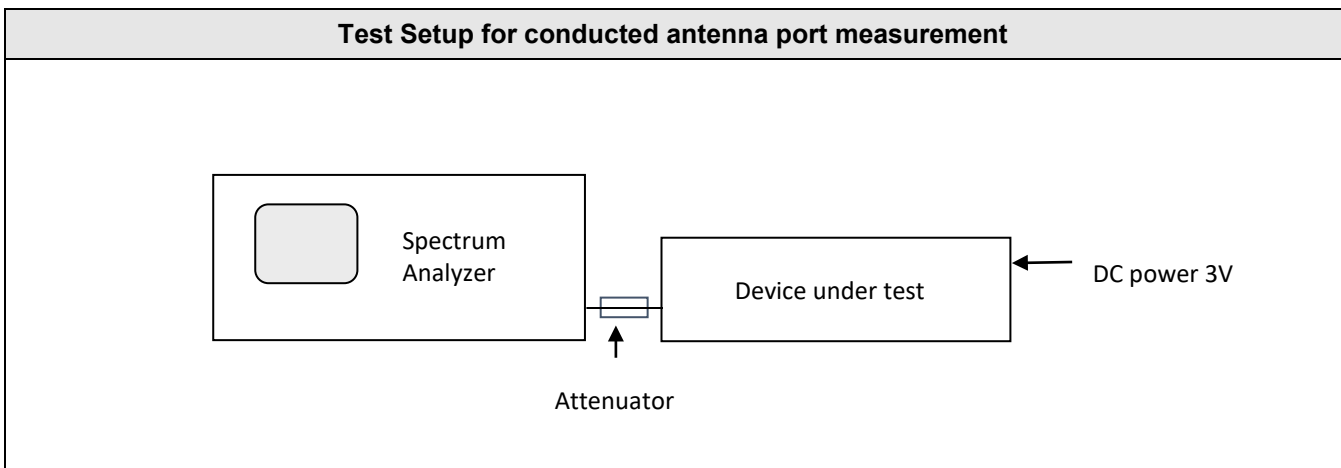 Test Setup for conducted antenna port measurement
Spectrum
Analyzer
Device under test
DC power 3V
Attenuator